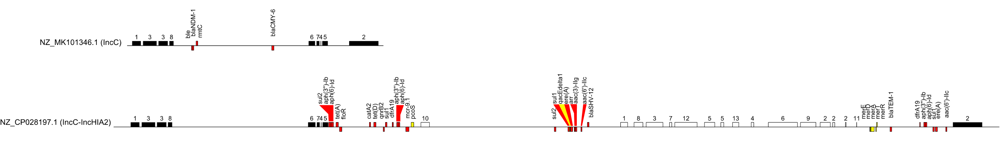 ble
blaNDM-1
rmtC
blaCMY-6
1 3 3 8 6 7 4 5 2
NZ_MK101346.1 (IncC)
sul2
aph(3")-Ib
aph(6)-Id
tet(A)
floR
catA2
tet(D)
qnrB2
sul1
dfrA19
aph(3")-Ib
aph(6)-Id
mcr-9.1
pcoS
sul2
sul1
qacEdelta1
ere(A)
arr
aac(3)-IIg
aac(6')-IIc
blaSHV-12
merE
merD
merA
merT
merR
blaTEM-1
dfrA19
aph(3")-Ib
aph(6)-Id
sul1
ere(A)
aac(6')-IIc
1 3 3 8 6 7 4 5 10 1 8 3 7 12 5 5 13 4 6 9 2 2 2 11 2
NZ_CP028197.1 (IncC-IncHIA2)